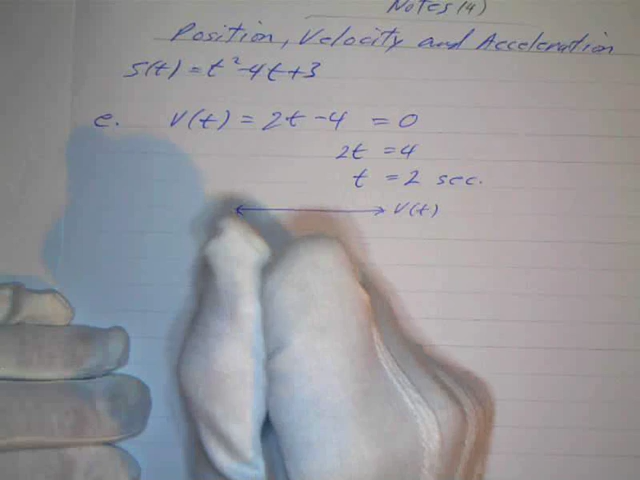 Notes (4)
Position, Velocity and Acceleration
s(t) = t² - 4t + 3
e. v(t) = 2t - 4 = 0
2t = 4
t = 2 sec.
v(t)